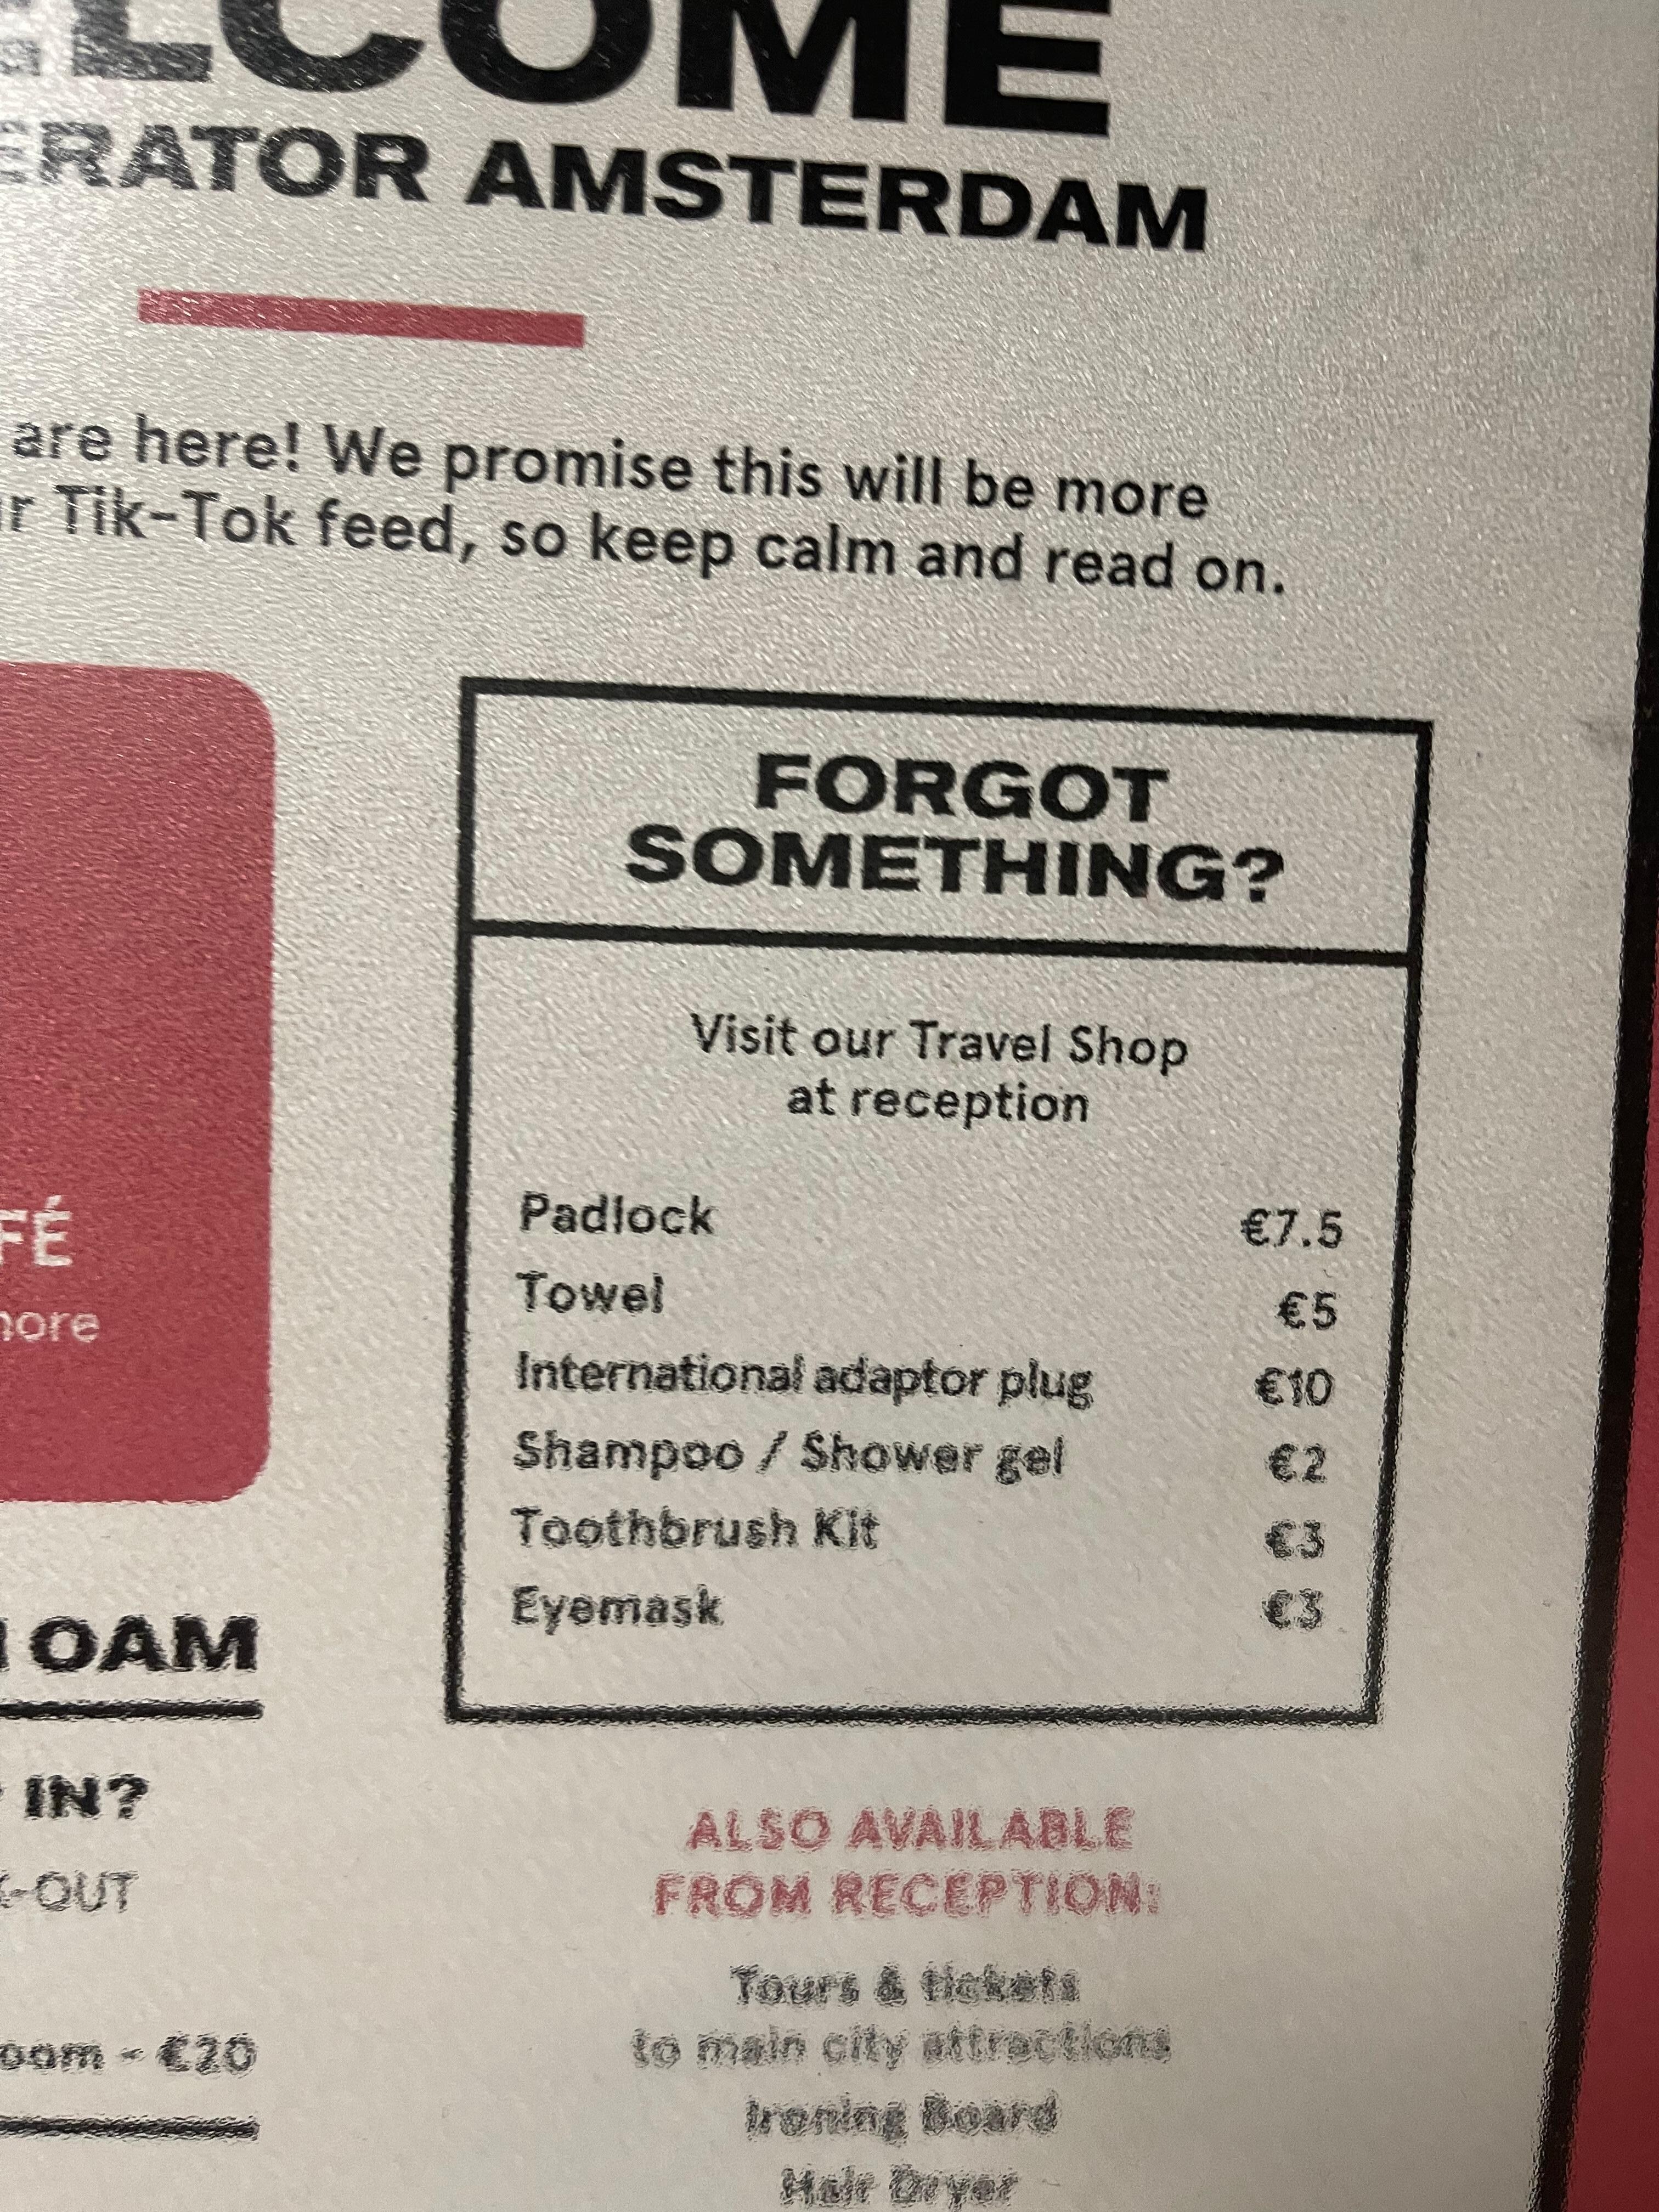 ELCOME
ERATOR AMSTERDAM
are here! We promise this will be more
Tik-Tok feed, so keep calm and read on.
FORGOT
SOMETHING?
Visit our Travel Shop
at reception
Padlock €7.5
Towel €5
International adaptor plug €10
Shampoo / Shower gel €2
Toothbrush Kit €3
Eyemask €3
FÉ
OAM
IN?
-OUT
- €20
ALSO AVAILABLE
FROM RECEPTION:
Tours & tickets
to main city attractions
Ironing Board
Hair Dryer